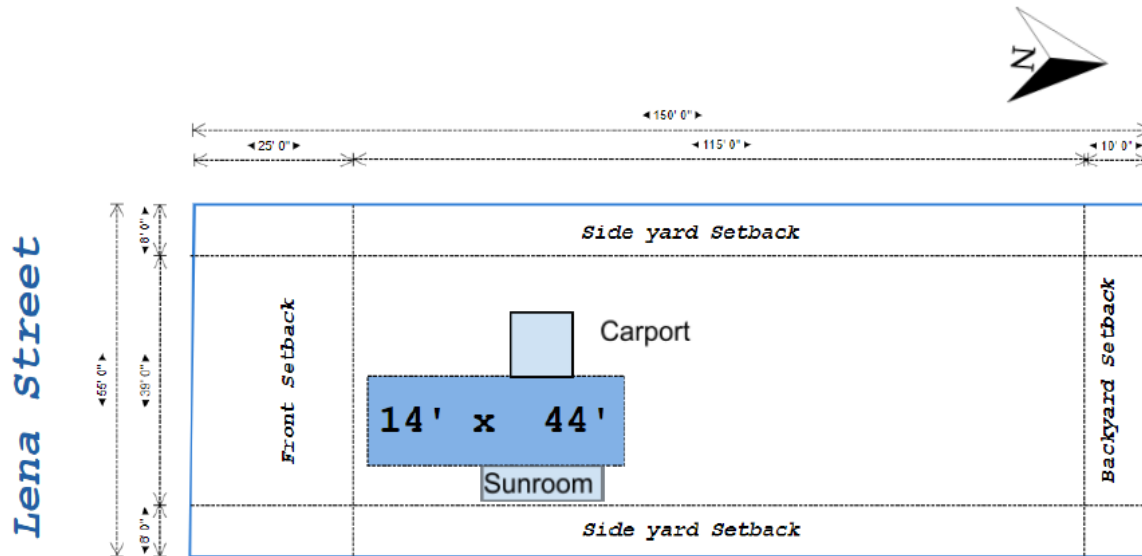 N
150' 0"
25' 0"
115' 0"
10' 0"
8' 0"
Side yard Setback
Lena Street
55' 0"
39' 0"
Front Setback
Carport
14' x 44'
Sunroom
Backyard Setback
8' 0"
Side yard Setback